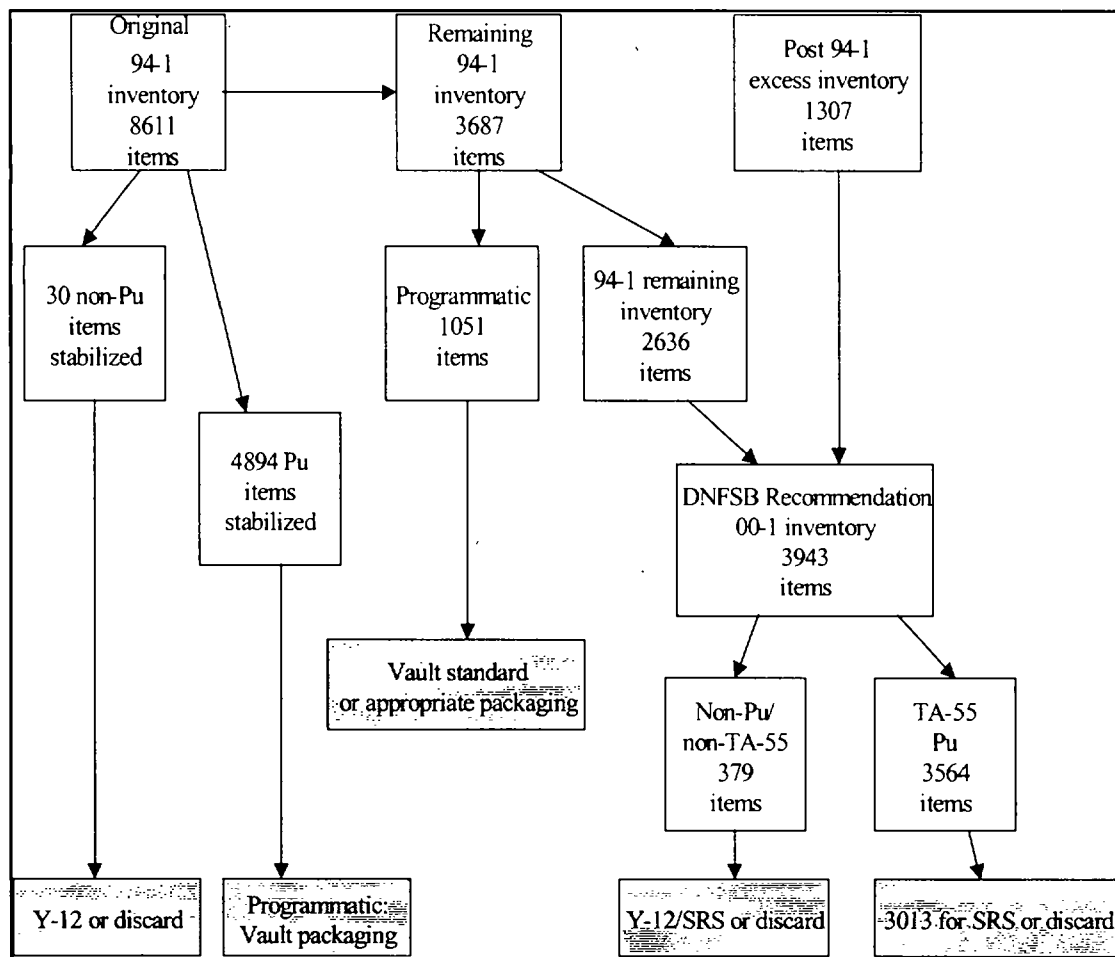 Original
94-1
inventory
8611
items
Remaining
94-1
inventory
3687
items
Post 94-1
excess inventory
1307
items
30 non-Pu
items
stabilized
Programmatic
1051
items
94-1 remaining
inventory
2636
items
4894 Pu
items
stabilized
DNFSB Recommendation
00-1 inventory
3943
items
Vault standard
or appropriate packaging
Non-Pu/
non-TA-55
379
items
TA-55
Pu
3564
items
Y-12 or discard
Programmatic:
Vault packaging
Y-12/SRS or discard
3013 for SRS or discard